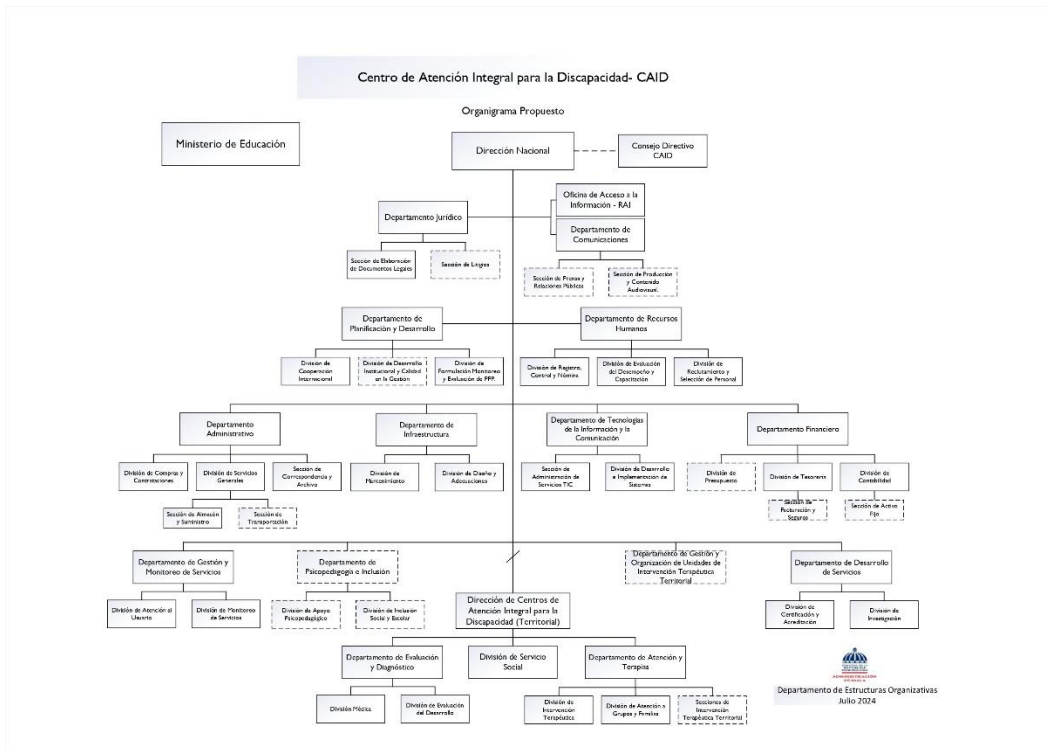 Centro de Atención Integral para la Discapacidad- CAID
Organigrama Propuesto
Ministerio de Educación
Dirección Nacional
Consejo Directivo
CAID
Oficina de Acceso a la
Información - RAI
Departamento Jurídico
Departamento de
Comunicaciones
Sección de Elaboración
de Documentos Legales
Sección de Litigios
Sección de Prensa y
Relaciones Públicas
Sección de Producción
y Contenido
Audiovisual.
Departamento de
Planificación y Desarrollo
Departamento de Recursos
Humanos
División de
Cooperación
Internacional
División de Desarrollo
Institucional y Calidad
en la Gestión
División de
Formulación Monitoreo
y Evaluación de PPP.
División de Registro,
Control y Nómina
División de Evaluación
del Desempeño y
Capacitación
División de
Reclutamiento y
Selección de Personal
Departamento
Administrativo
Departamento de
Infraestructura
Departamento de Tecnologías
de la Información y la
Comunicación
Departamento Financiero
División de Compras y
Contrataciones
División de Servicios
Generales
Sección de
Correspondencia y
Archivo
División de
Mantenimiento
División de Diseño y
Adecuaciones
Sección de
Administración de
Servicios TIC
División de Desarrollo
e Implementación de
Sistemas
División de
Presupuesto
División de Tesorería
División de
Contabilidad
Sección de Almacén
y Suministro
Sección de
Transportación
Sección de
Facturación y
Seguros
Sección de Activo
Fijo
Departamento de Gestión y
Monitoreo de Servicios
Departamento de
Psicopedagogía e Inclusión
Departamento de Gestión y
Organización de Unidades de
Intervención Terapéutica
Territorial
Departamento de Desarrollo
de Servicios
División de Atención al
Usuario
División de Monitoreo
de Servicios
División de Apoyo
Psicopedagógico
División de Inclusión
Social y Escolar
Dirección de Centros de
Atención Integral para la
Discapacidad (Territorial)
División de
Certificación y
Acreditación
División de
Investigación
Departamento de Evaluación
y Diagnóstico
División de Servicio
Social
Departamento de Atención y
Terapias
División Médica
División de Evaluación
del Desarrollo
División de
Intervención
Terapéutica
División de Atención a
Grupos y Familias
Secciones de
Intervención
Terapéutica Territorial
ADMINISTRACIÓN
PÚBLICA
Departamento de Estructuras Organizativas
Julio 2024